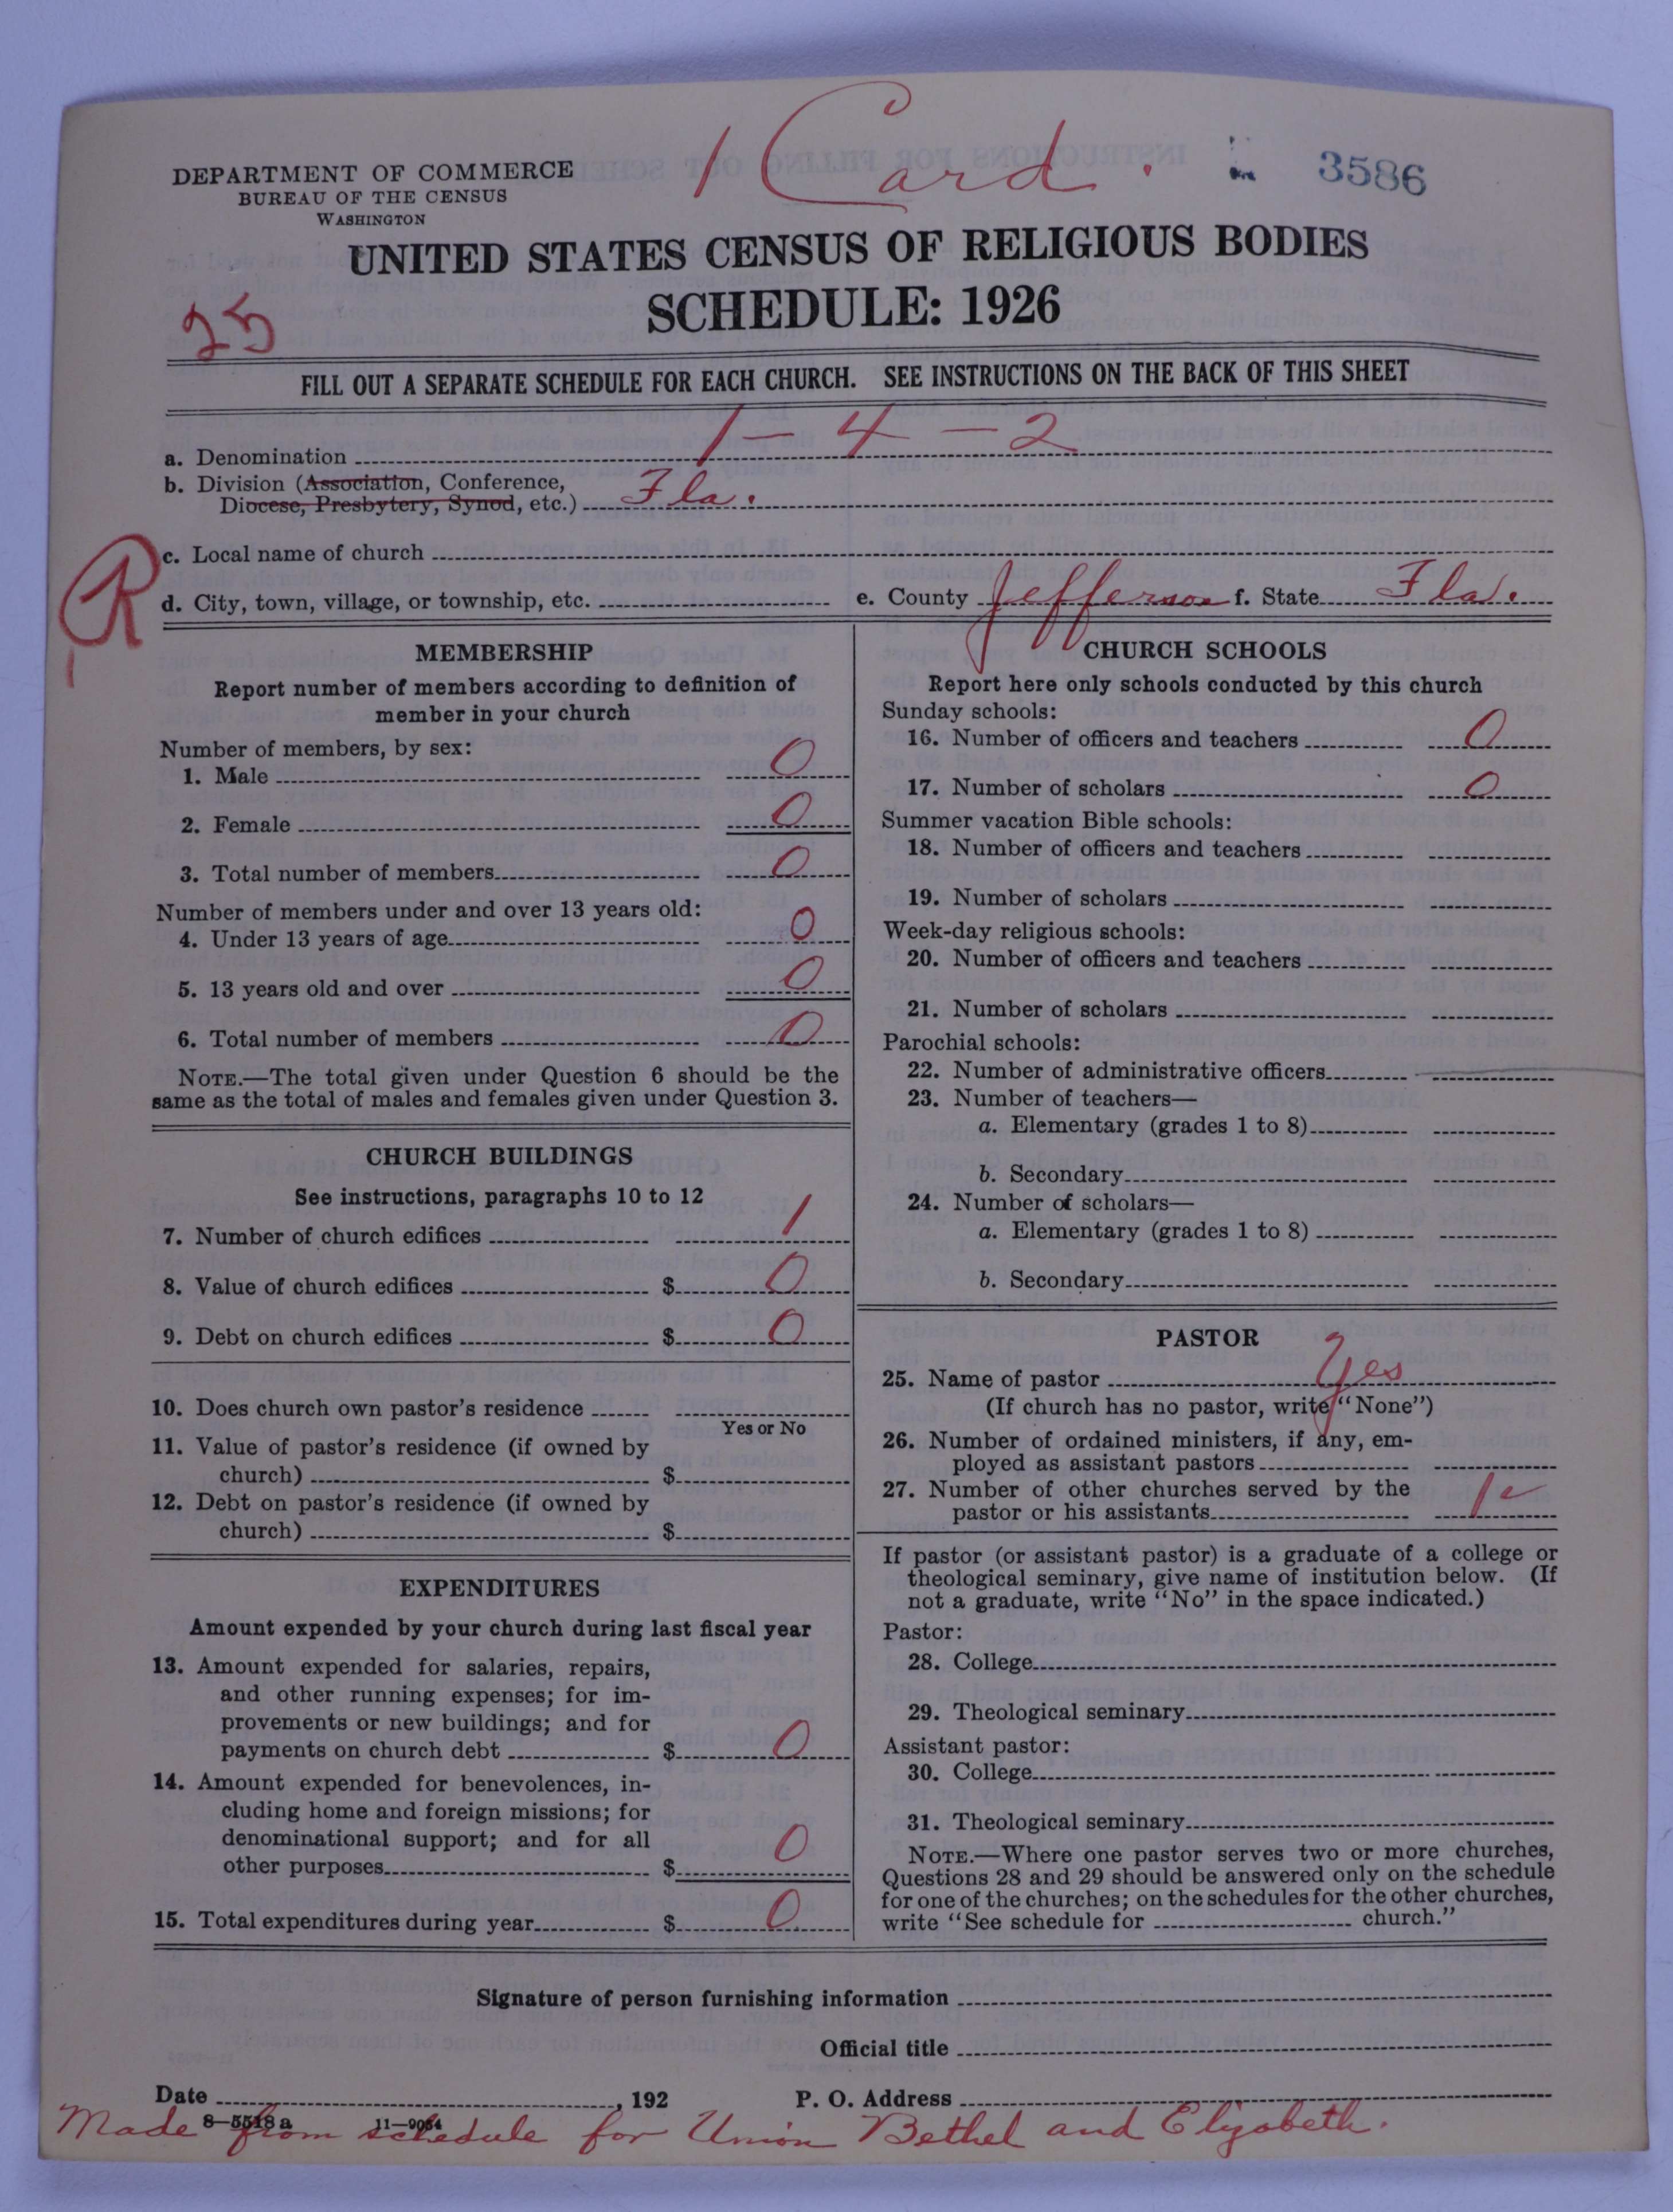 1 Card.
3586
DEPARTMENT OF COMMERCE
BUREAU OF THE CENSUS
WASHINGTON
UNITED STATES CENSUS OF RELIGIOUS BODIES
SCHEDULE: 1926
25
FILL OUT A SEPARATE SCHEDULE FOR EACH CHURCH. SEE INSTRUCTIONS ON THE BACK OF THIS SHEET
a. Denomination 1-4-2
b. Division (Association, Conference,
Diocese, Presbytery, Synod, etc.) Fla.
R
c. Local name of church
d. City, town, village, or township, etc. e. County Jefferson f. State Fla.
MEMBERSHIP
Report number of members according to definition of
member in your church
Number of members, by sex:
1. Male 0
2. Female 0
3. Total number of members 0
Number of members under and over 13 years old:
4. Under 13 years of age 0
5. 13 years old and over 0
6. Total number of members 0
NOTE.—The total given under Question 6 should be the
same as the total of males and females given under Question 3.
CHURCH BUILDINGS
See instructions, paragraphs 10 to 12
7. Number of church edifices 1
8. Value of church edifices $ 0
9. Debt on church edifices $ 0
10. Does church own pastor's residence
Yes or No
11. Value of pastor's residence (if owned by
church) $
12. Debt on pastor's residence (if owned by
church) $
EXPENDITURES
Amount expended by your church during last fiscal year
13. Amount expended for salaries, repairs,
and other running expenses; for im-
provements or new buildings; and for
payments on church debt $ 0
14. Amount expended for benevolences, in-
cluding home and foreign missions; for
denominational support; and for all
other purposes $ 0
15. Total expenditures during year $ 0
CHURCH SCHOOLS
Report here only schools conducted by this church
Sunday schools:
16. Number of officers and teachers 0
17. Number of scholars 0
Summer vacation Bible schools:
18. Number of officers and teachers
19. Number of scholars
Week-day religious schools:
20. Number of officers and teachers
21. Number of scholars
Parochial schools:
22. Number of administrative officers
23. Number of teachers—
a. Elementary (grades 1 to 8)
b. Secondary
24. Number of scholars—
a. Elementary (grades 1 to 8)
b. Secondary
PASTOR
25. Name of pastor Yes
(If church has no pastor, write "None")
26. Number of ordained ministers, if any, em-
ployed as assistant pastors
27. Number of other churches served by the
pastor or his assistants
If pastor (or assistant pastor) is a graduate of a college or
theological seminary, give name of institution below. (If
not a graduate, write "No" in the space indicated.)
Pastor:
28. College
29. Theological seminary
Assistant pastor:
30. College
31. Theological seminary
NOTE.—Where one pastor serves two or more churches,
Questions 28 and 29 should be answered only on the schedule
for one of the churches; on the schedules for the other churches,
write "See schedule for church."
Signature of person furnishing information
Official title
Date , 192 P. O. Address
8—5518 a 11—9054
Made from schedule for Union Bethel and Elizabeth.